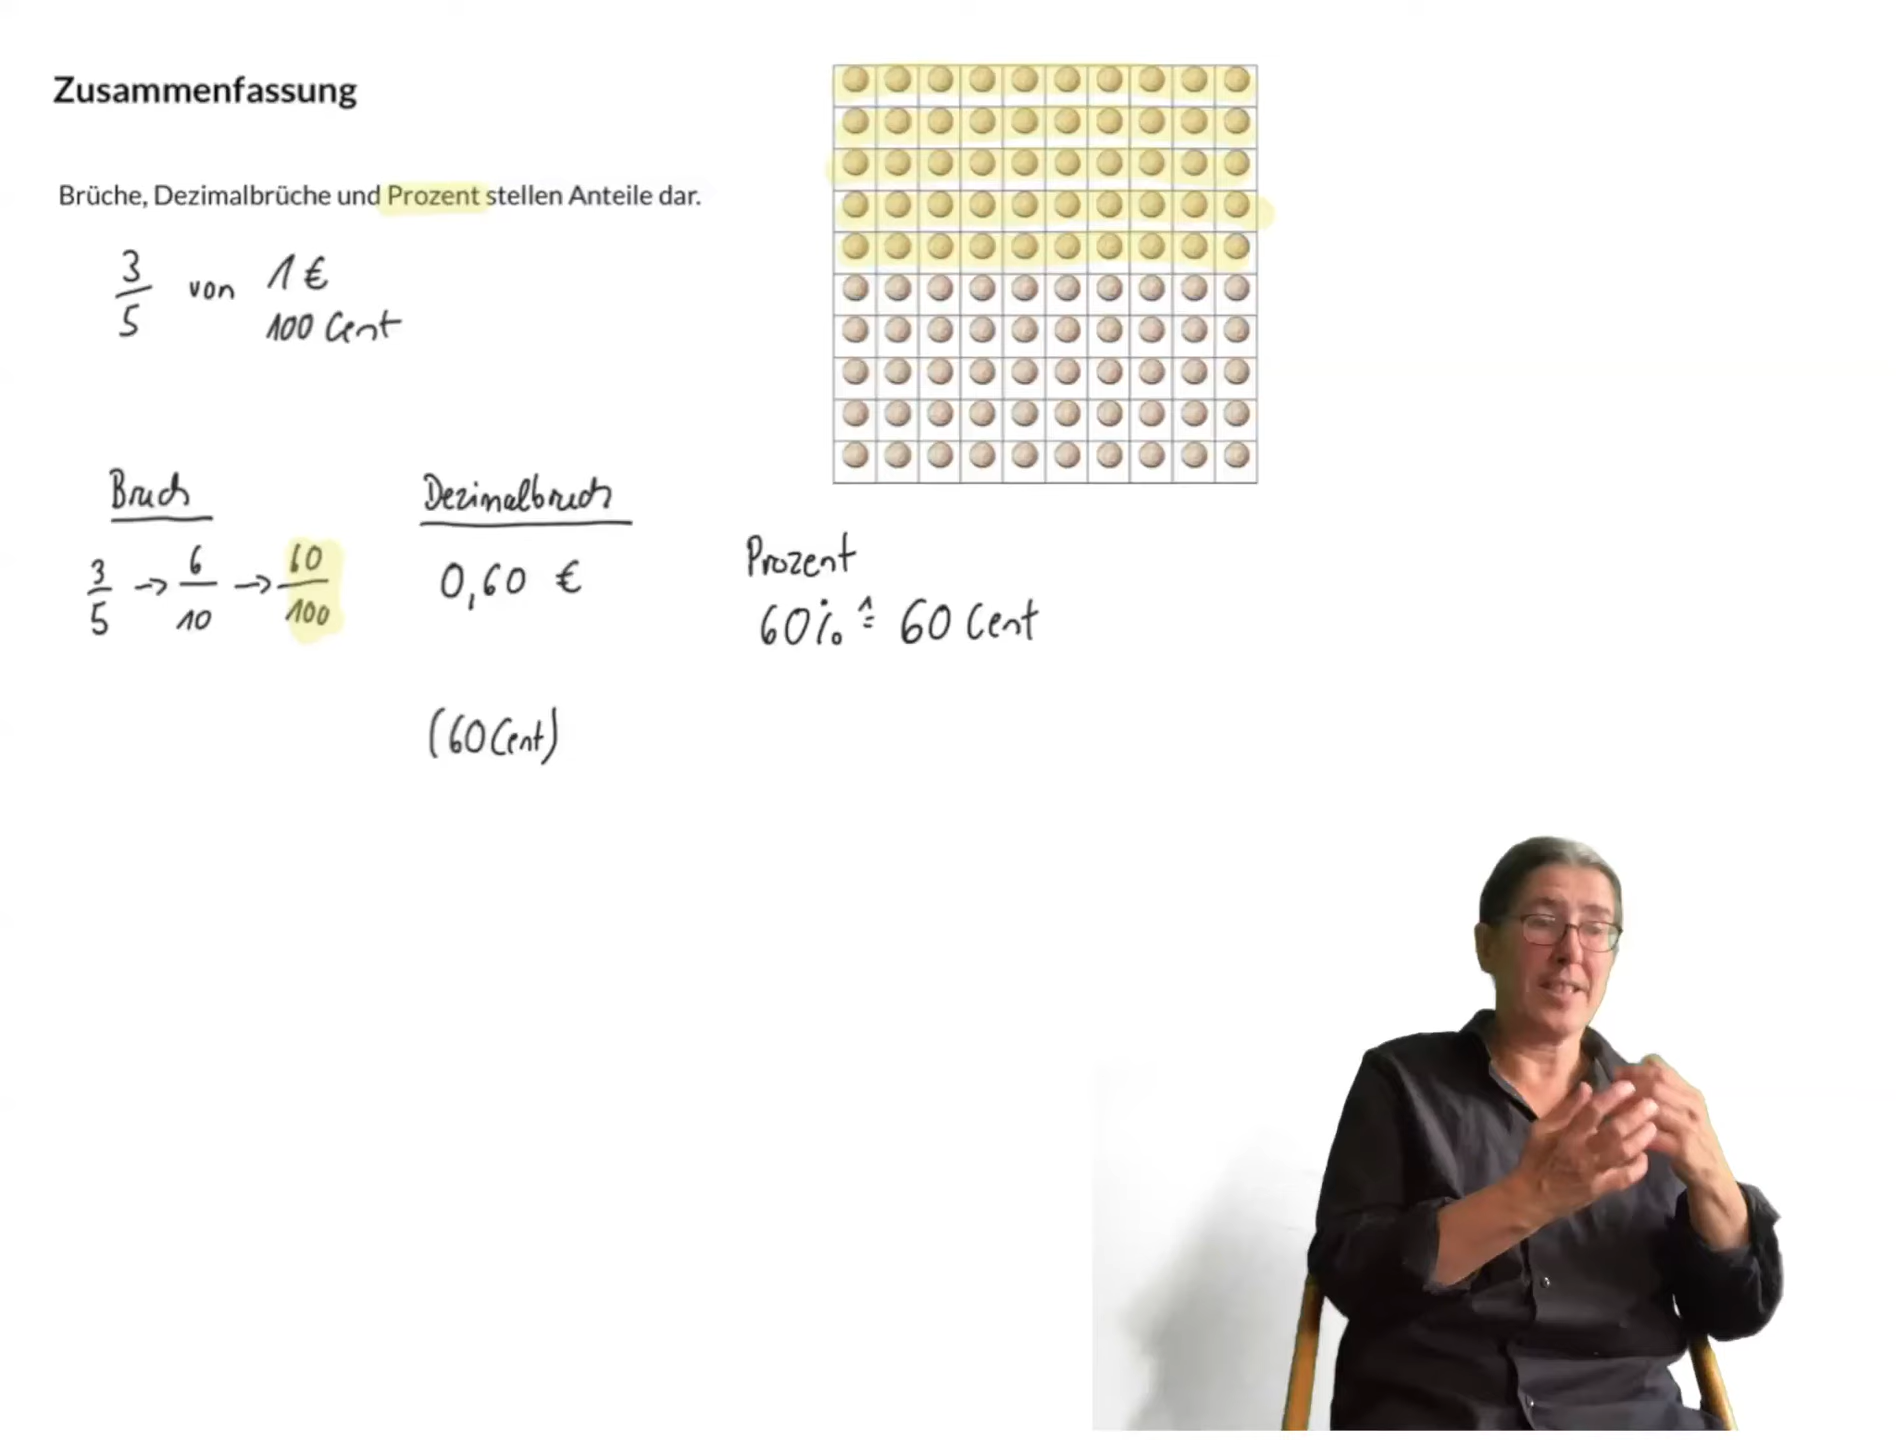 Zusammenfassung
Brüche, Dezimalbrüche und Prozent stellen Anteile dar.
3/5 von 1 €
100 Cent
Bruch
3/5 → 6/10 → 60/100
Dezimalbruch
0,60 €
(60 Cent)
Prozent
60% ≙ 60 Cent